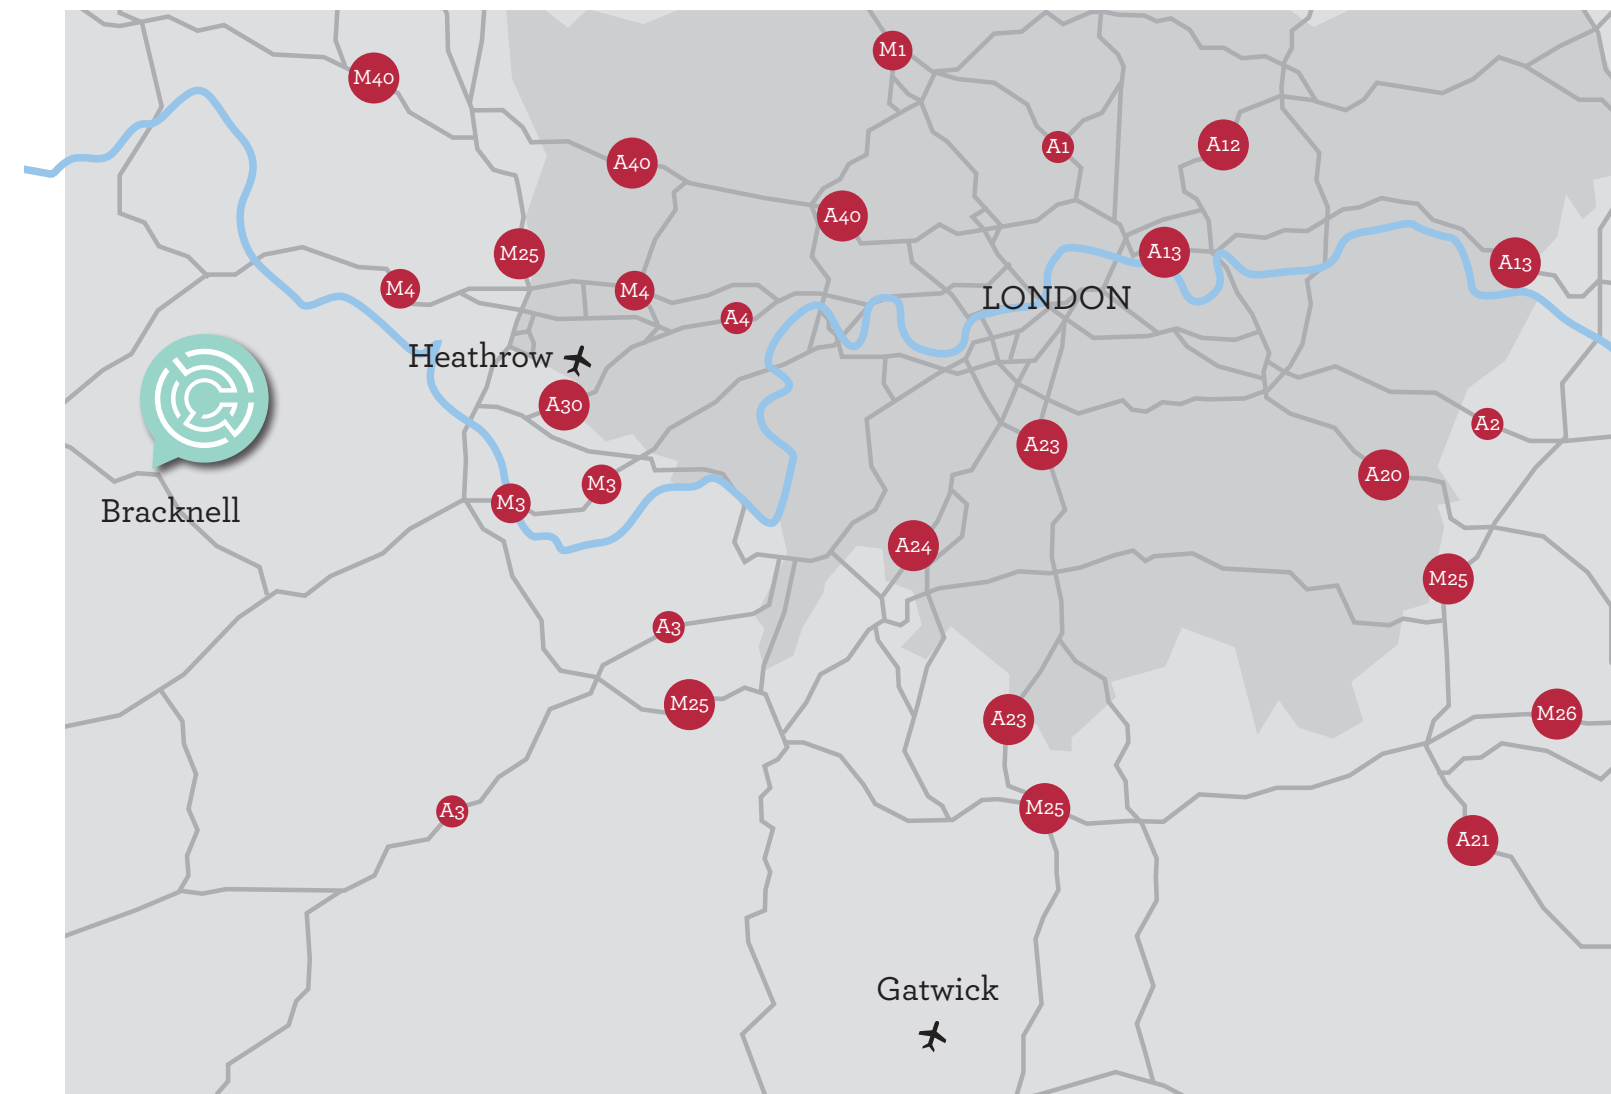 M1
M40
A12
A1
A40
A40
M25
A13
A13
M4
M4
LONDON
A4
Heathrow
A30
A2
A23
A20
M3
M3
Bracknell
A24
M25
A3
M25
A23
M26
M25
A3
A21
Gatwick